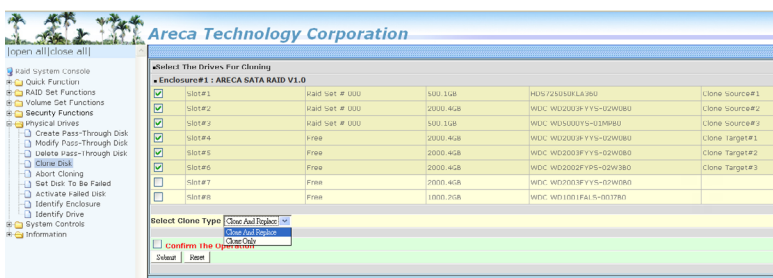 Areca Technology Corporation
|open all|close all|
Raid System Console
Quick Function
RAID Set Functions
Volume Set Functions
Security Functions
Physical Drives
Create Pass-Through Disk
Modify Pass-Through Disk
Delete Pass-Through Disk
Clone Disk
Abort Cloning
Set Disk To Be Failed
Activate Failed Disk
Identify Enclosure
Identify Drive
System Controls
Information
Select The Drives For Cloning
Enclosure#1 : ARECA SATA RAID V1.0
Slot#1 Raid Set # 000 500.1GB HDS725050KLA360 Clone Source#1
Slot#2 Raid Set # 000 2000.4GB WDC WD2003FYYS-02W0B0 Clone Source#2
Slot#3 Raid Set # 000 500.1GB WDC WD5000YS-01MPB0 Clone Source#3
Slot#4 Free 2000.4GB WDC WD2003FYYS-02W0B0 Clone Target#1
Slot#5 Free 2000.4GB WDC WD2003FYYS-02W0B0 Clone Target#2
Slot#6 Free 2000.4GB WDC WD2002FYPS-02W3B0 Clone Target#3
Slot#7 Free 2000.4GB WDC WD2003FYYS-02W0B0
Slot#8 Free 1000.2GB WDC WD1001FALS-00J7B0
Select Clone Type Clone And Replace
Clone And Replace
Clone Only
Confirm The Operation
Submit Reset